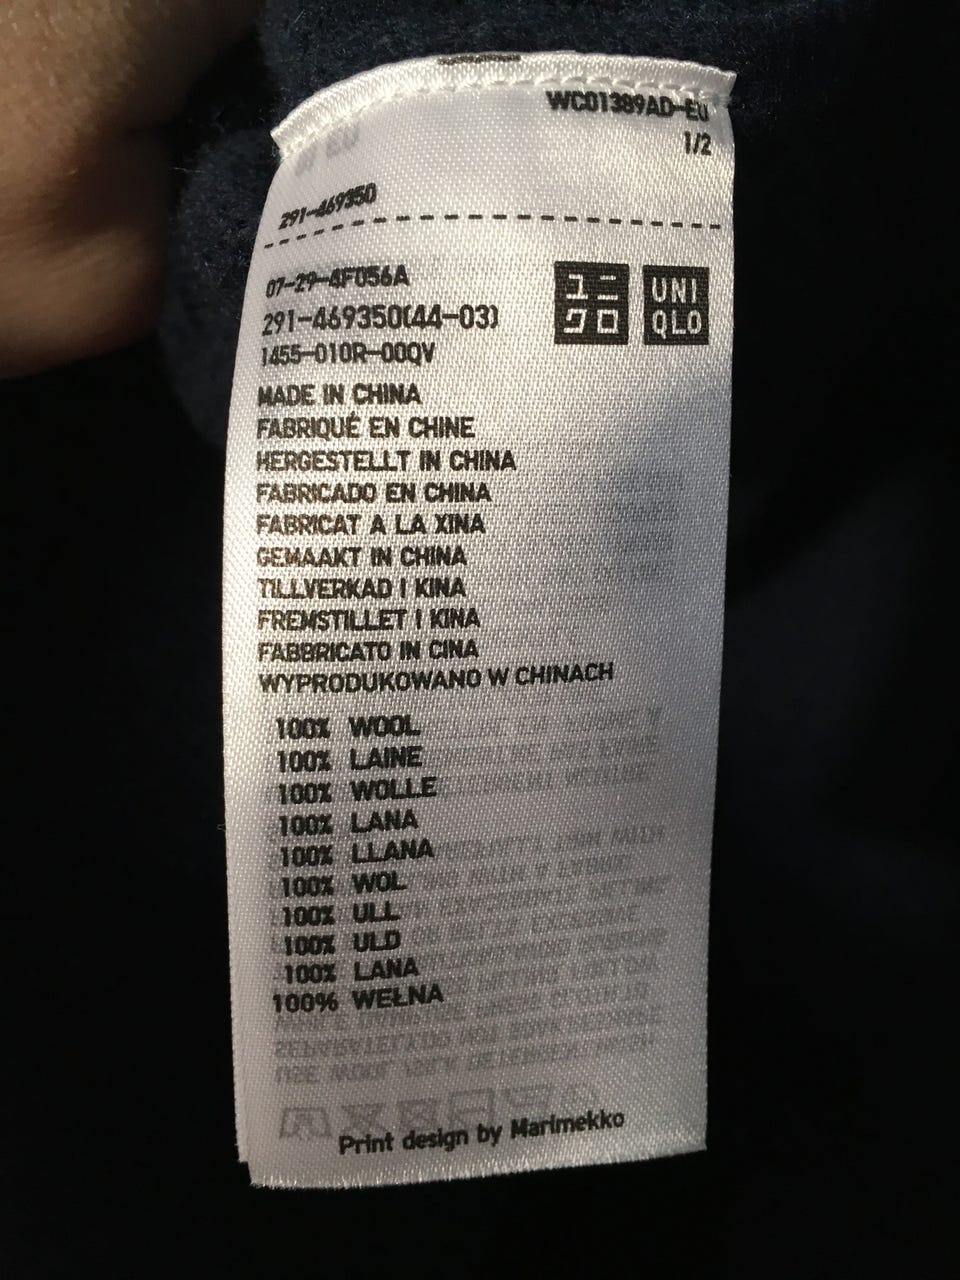 WC01389AD-EU
1/2
291-469350
07-29-4F056A
291-469350(44-03)
1455-010R-00QV
ユニ
クロ
UNI
QLO
MADE IN CHINA
FABRIQUÉ EN CHINE
HERGESTELLT IN CHINA
FABRICADO EN CHINA
FABRICAT A LA XINA
GEMAAKT IN CHINA
TILLVERKAD I KINA
FREMSTILLET I KINA
FABBRICATO IN CINA
WYPRODUKOWANO W CHINACH
100% WOOL
100% LAINE
100% WOLLE
100% LANA
100% LLANA
100% WOL
100% ULL
100% ULD
100% LANA
100% WEŁNA
Print design by Marimekko